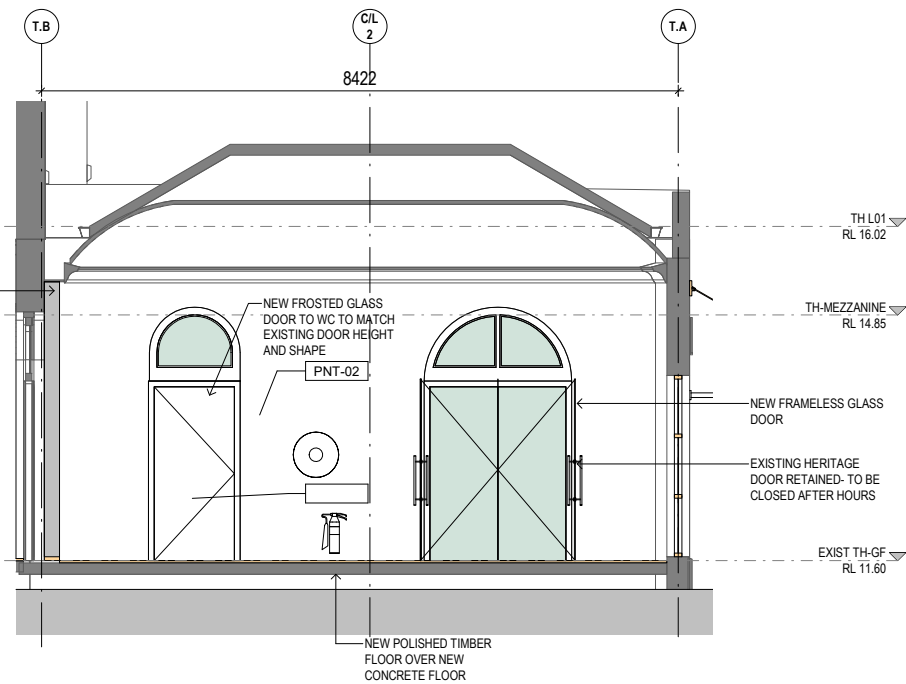 T.B
C/L
2
T.A
8422
TH L01
RL 16.02
TH-MEZZANINE
RL 14.85
NEW FROSTED GLASS
DOOR TO WC TO MATCH
EXISTING DOOR HEIGHT
AND SHAPE
PNT-02
NEW FRAMELESS GLASS
DOOR
EXISTING HERITAGE
DOOR RETAINED- TO BE
CLOSED AFTER HOURS
EXIST TH-GF
RL 11.60
NEW POLISHED TIMBER
FLOOR OVER NEW
CONCRETE FLOOR